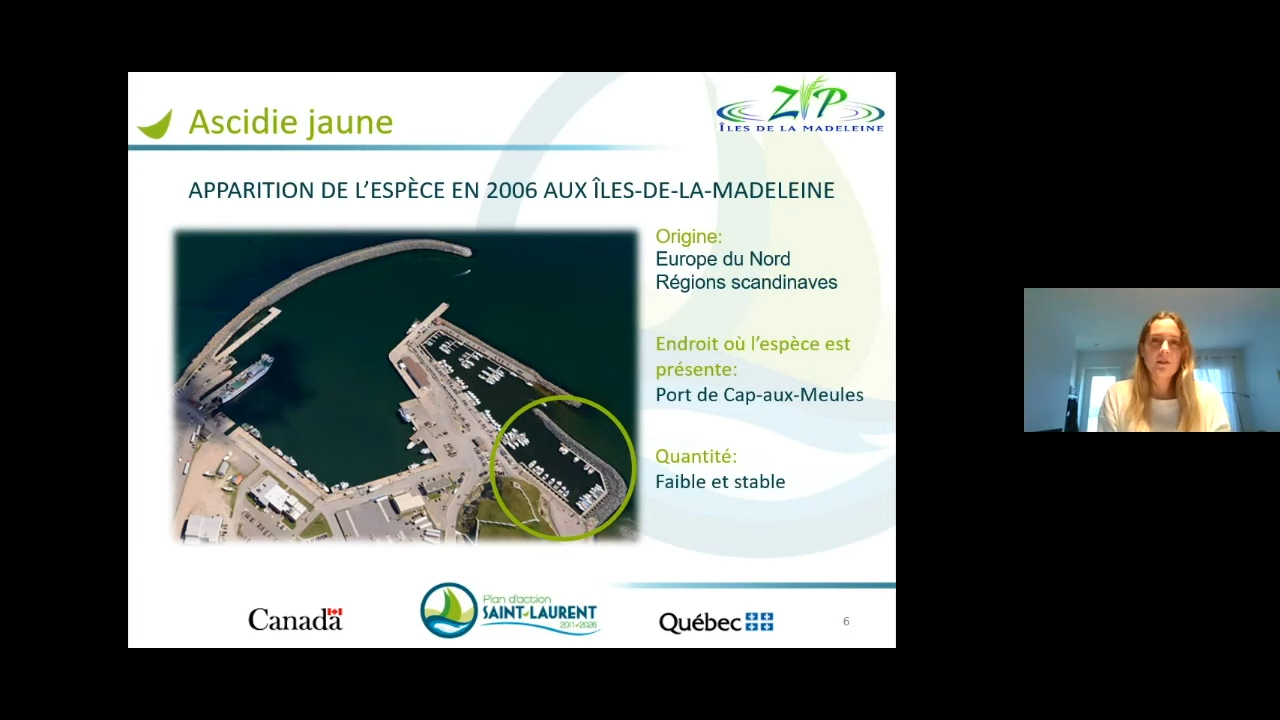 Ascidie jaune
ZIP
ÎLES DE LA MADELEINE
APPARITION DE L'ESPÈCE EN 2006 AUX ÎLES-DE-LA-MADELEINE
Origine:
Europe du Nord
Régions scandinaves
Endroit où l'espèce est
présente:
Port de Cap-aux-Meules
Quantité:
Faible et stable
Canada
Plan d'action
SAINT-LAURENT
2011-2026
Québec
6